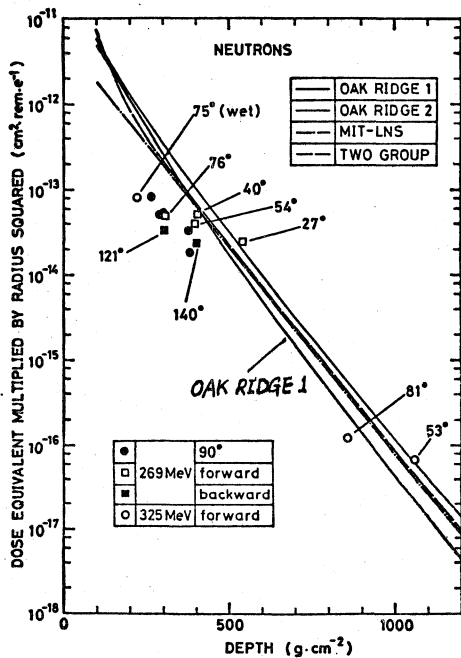 NEUTRONS
OAK RIDGE 1
OAK RIDGE 2
MIT-LNS
TWO GROUP
75° (wet)
76°
40°
54°
27°
121°
140°
OAK RIDGE 1
81°
53°
90°
269MeV forward
backward
325MeV forward
10⁻¹¹
10⁻¹²
10⁻¹³
10⁻¹⁴
10⁻¹⁵
10⁻¹⁶
10⁻¹⁷
10⁻¹⁸
0 500 1000
DEPTH (g·cm⁻²)
DOSE EQUIVALENT MULTIPLIED BY RADIUS SQUARED (cm²·rem·e⁻¹)